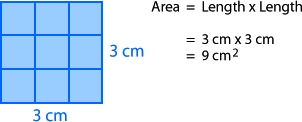 Area = Length x Length
= 3 cm x 3 cm
= 9 cm²
3 cm
3 cm